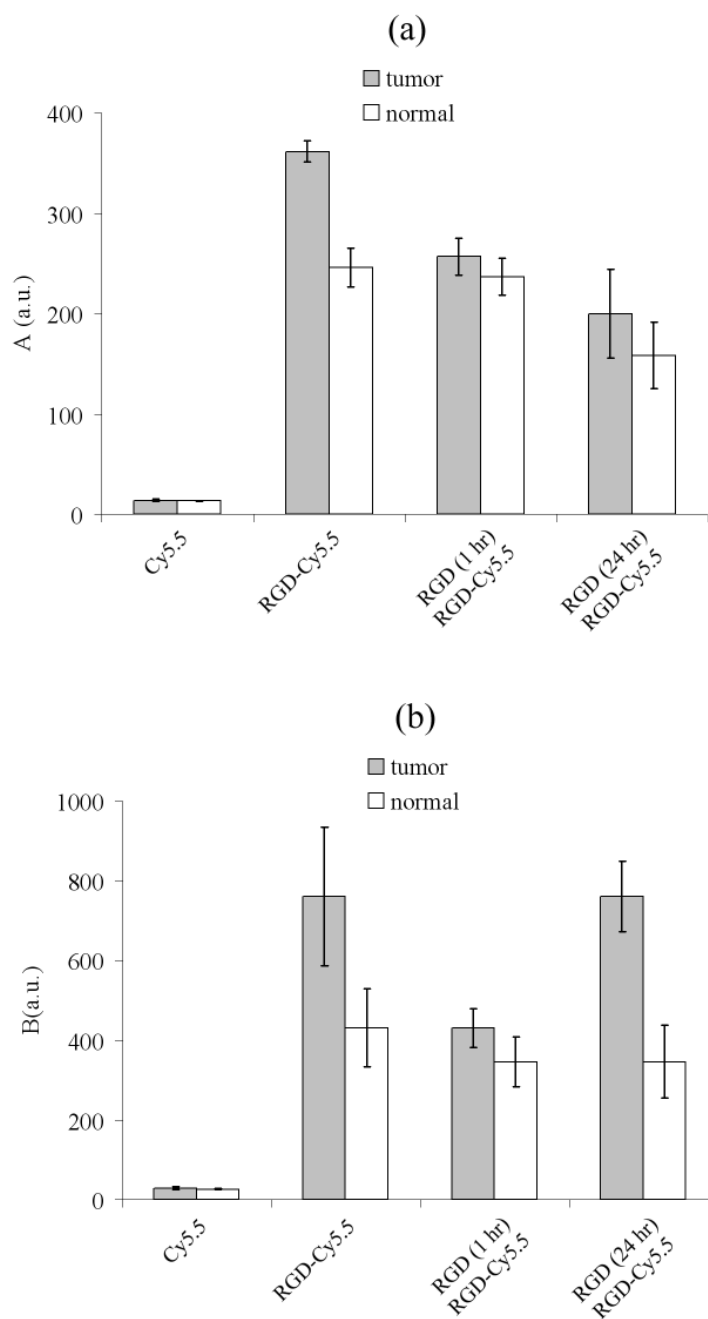 (a)
tumor
normal
400
300
200
100
0
A (a.u.)
Cy5.5
RGD-Cy5.5
RGD (1 hr)
RGD-Cy5.5
RGD (24 hr)
RGD-Cy5.5
(b)
tumor
normal
1000
800
600
400
200
0
B(a.u.)
Cy5.5
RGD-Cy5.5
RGD (1 hr)
RGD-Cy5.5
RGD (24 hr)
RGD-Cy5.5